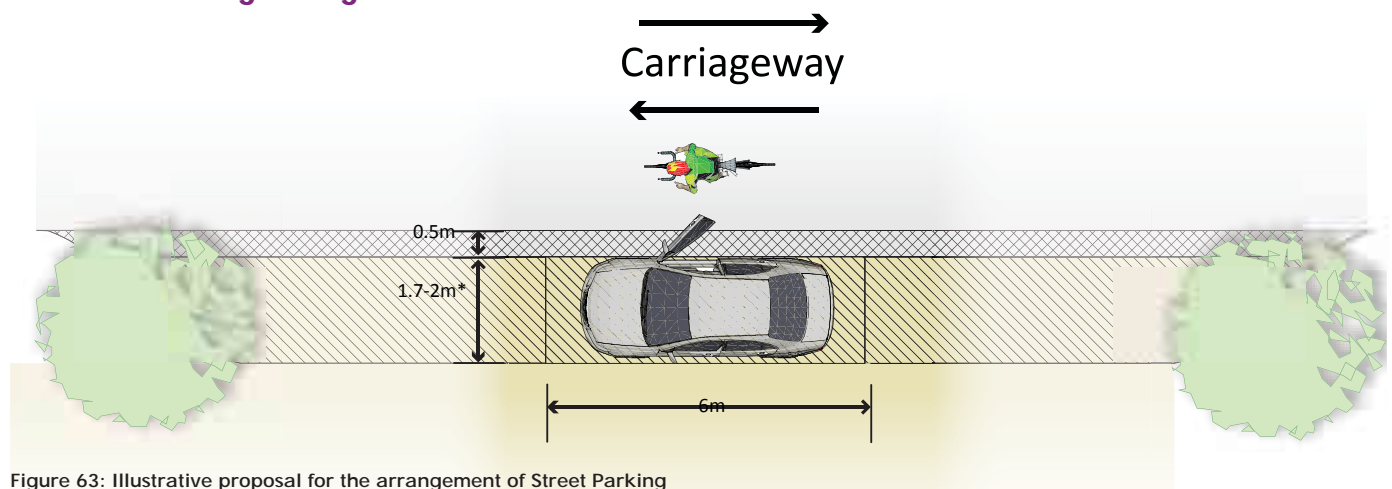 Carriageway
0.5m
1.7-2m*
6m
Figure 63: Illustrative proposal for the arrangement of Street Parking